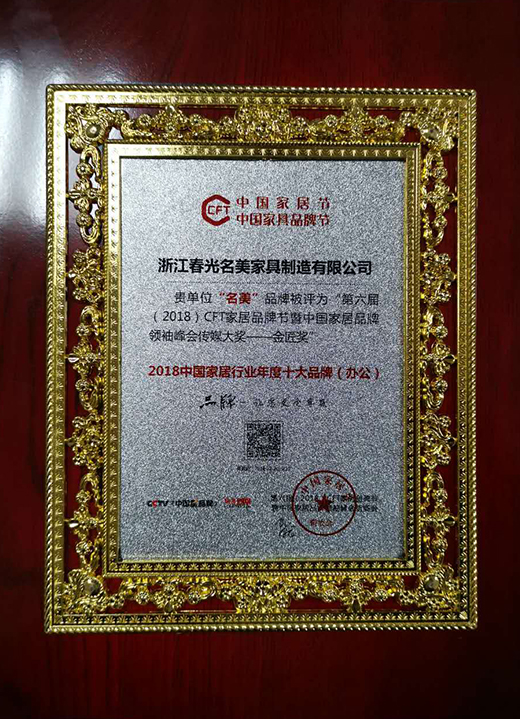 CFT
中国家居节
中国家具品牌节
浙江春光名美家具制造有限公司
贵单位“名美”品牌被评为“第六届
（2018）CFT家居品牌节暨中国家居品牌
领袖峰会传媒大奖——金匠奖”
2018中国家居行业年度十大品牌（办公）